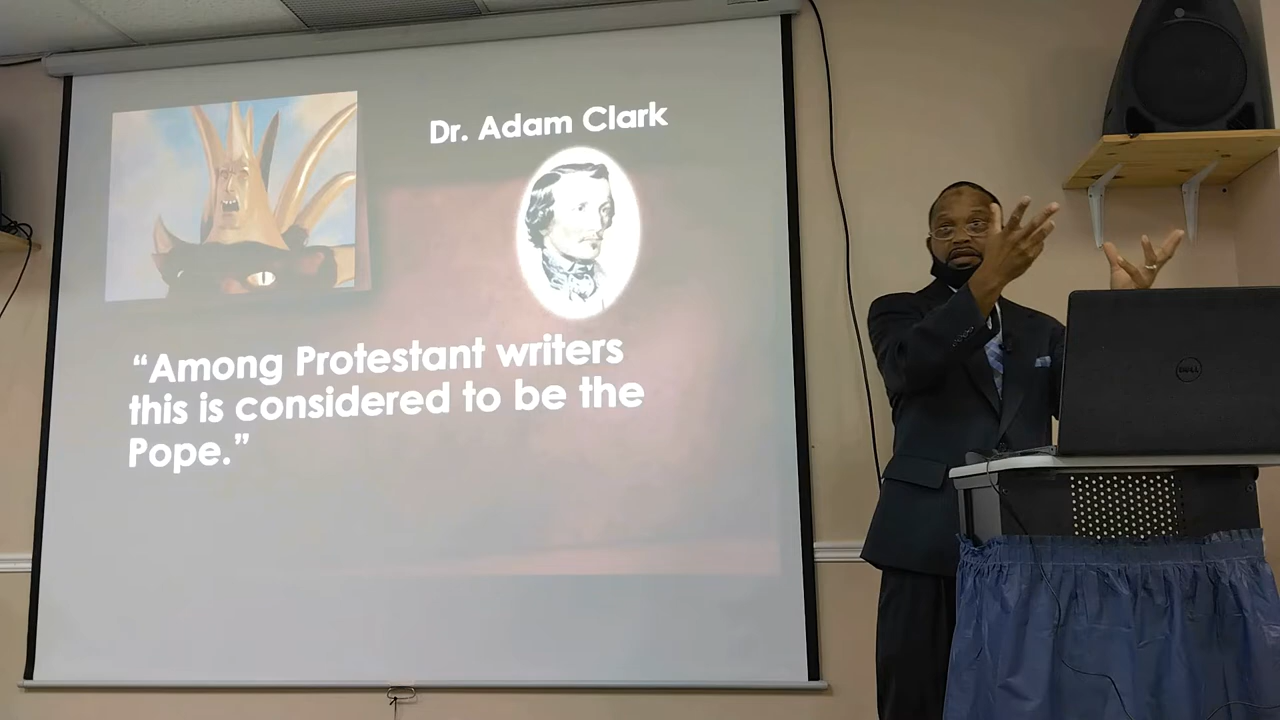 Dr. Adam Clark
“Among Protestant writers
this is considered to be the
Pope.”
DELL